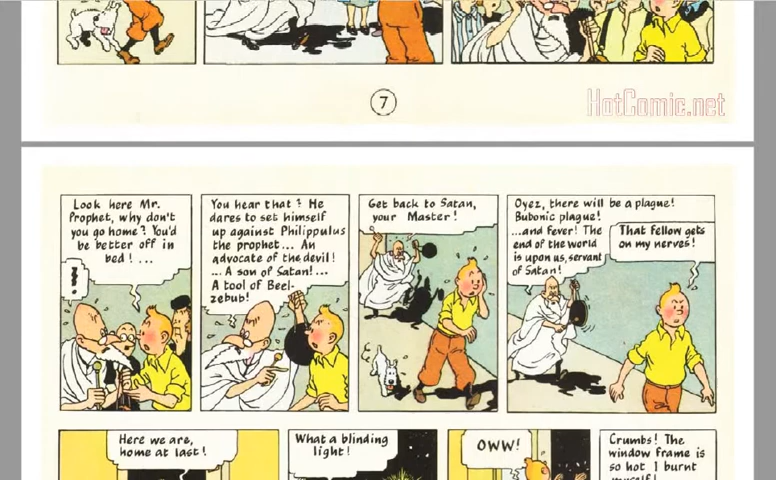 7
HotComic.net
Look here Mr.
Prophet, why don't
you go home? You'd
be better off in
bed! ...
?
You hear that? He
dares to set himself
up against Philippulus
the prophet... An
advocate of the devil!
... A son of Satan!...
A tool of Beel-
zebub!
Get back to Satan,
your Master!
Oyez, there will be a plague!
Bubonic plague!
...and fever! The
end of the world
is upon us, servant
of Satan!
That fellow gets
on my nerves!
Here we are,
home at last!
What a blinding
light!
OWW!
Crumbs! The
window frame is
so hot I burnt
myself!